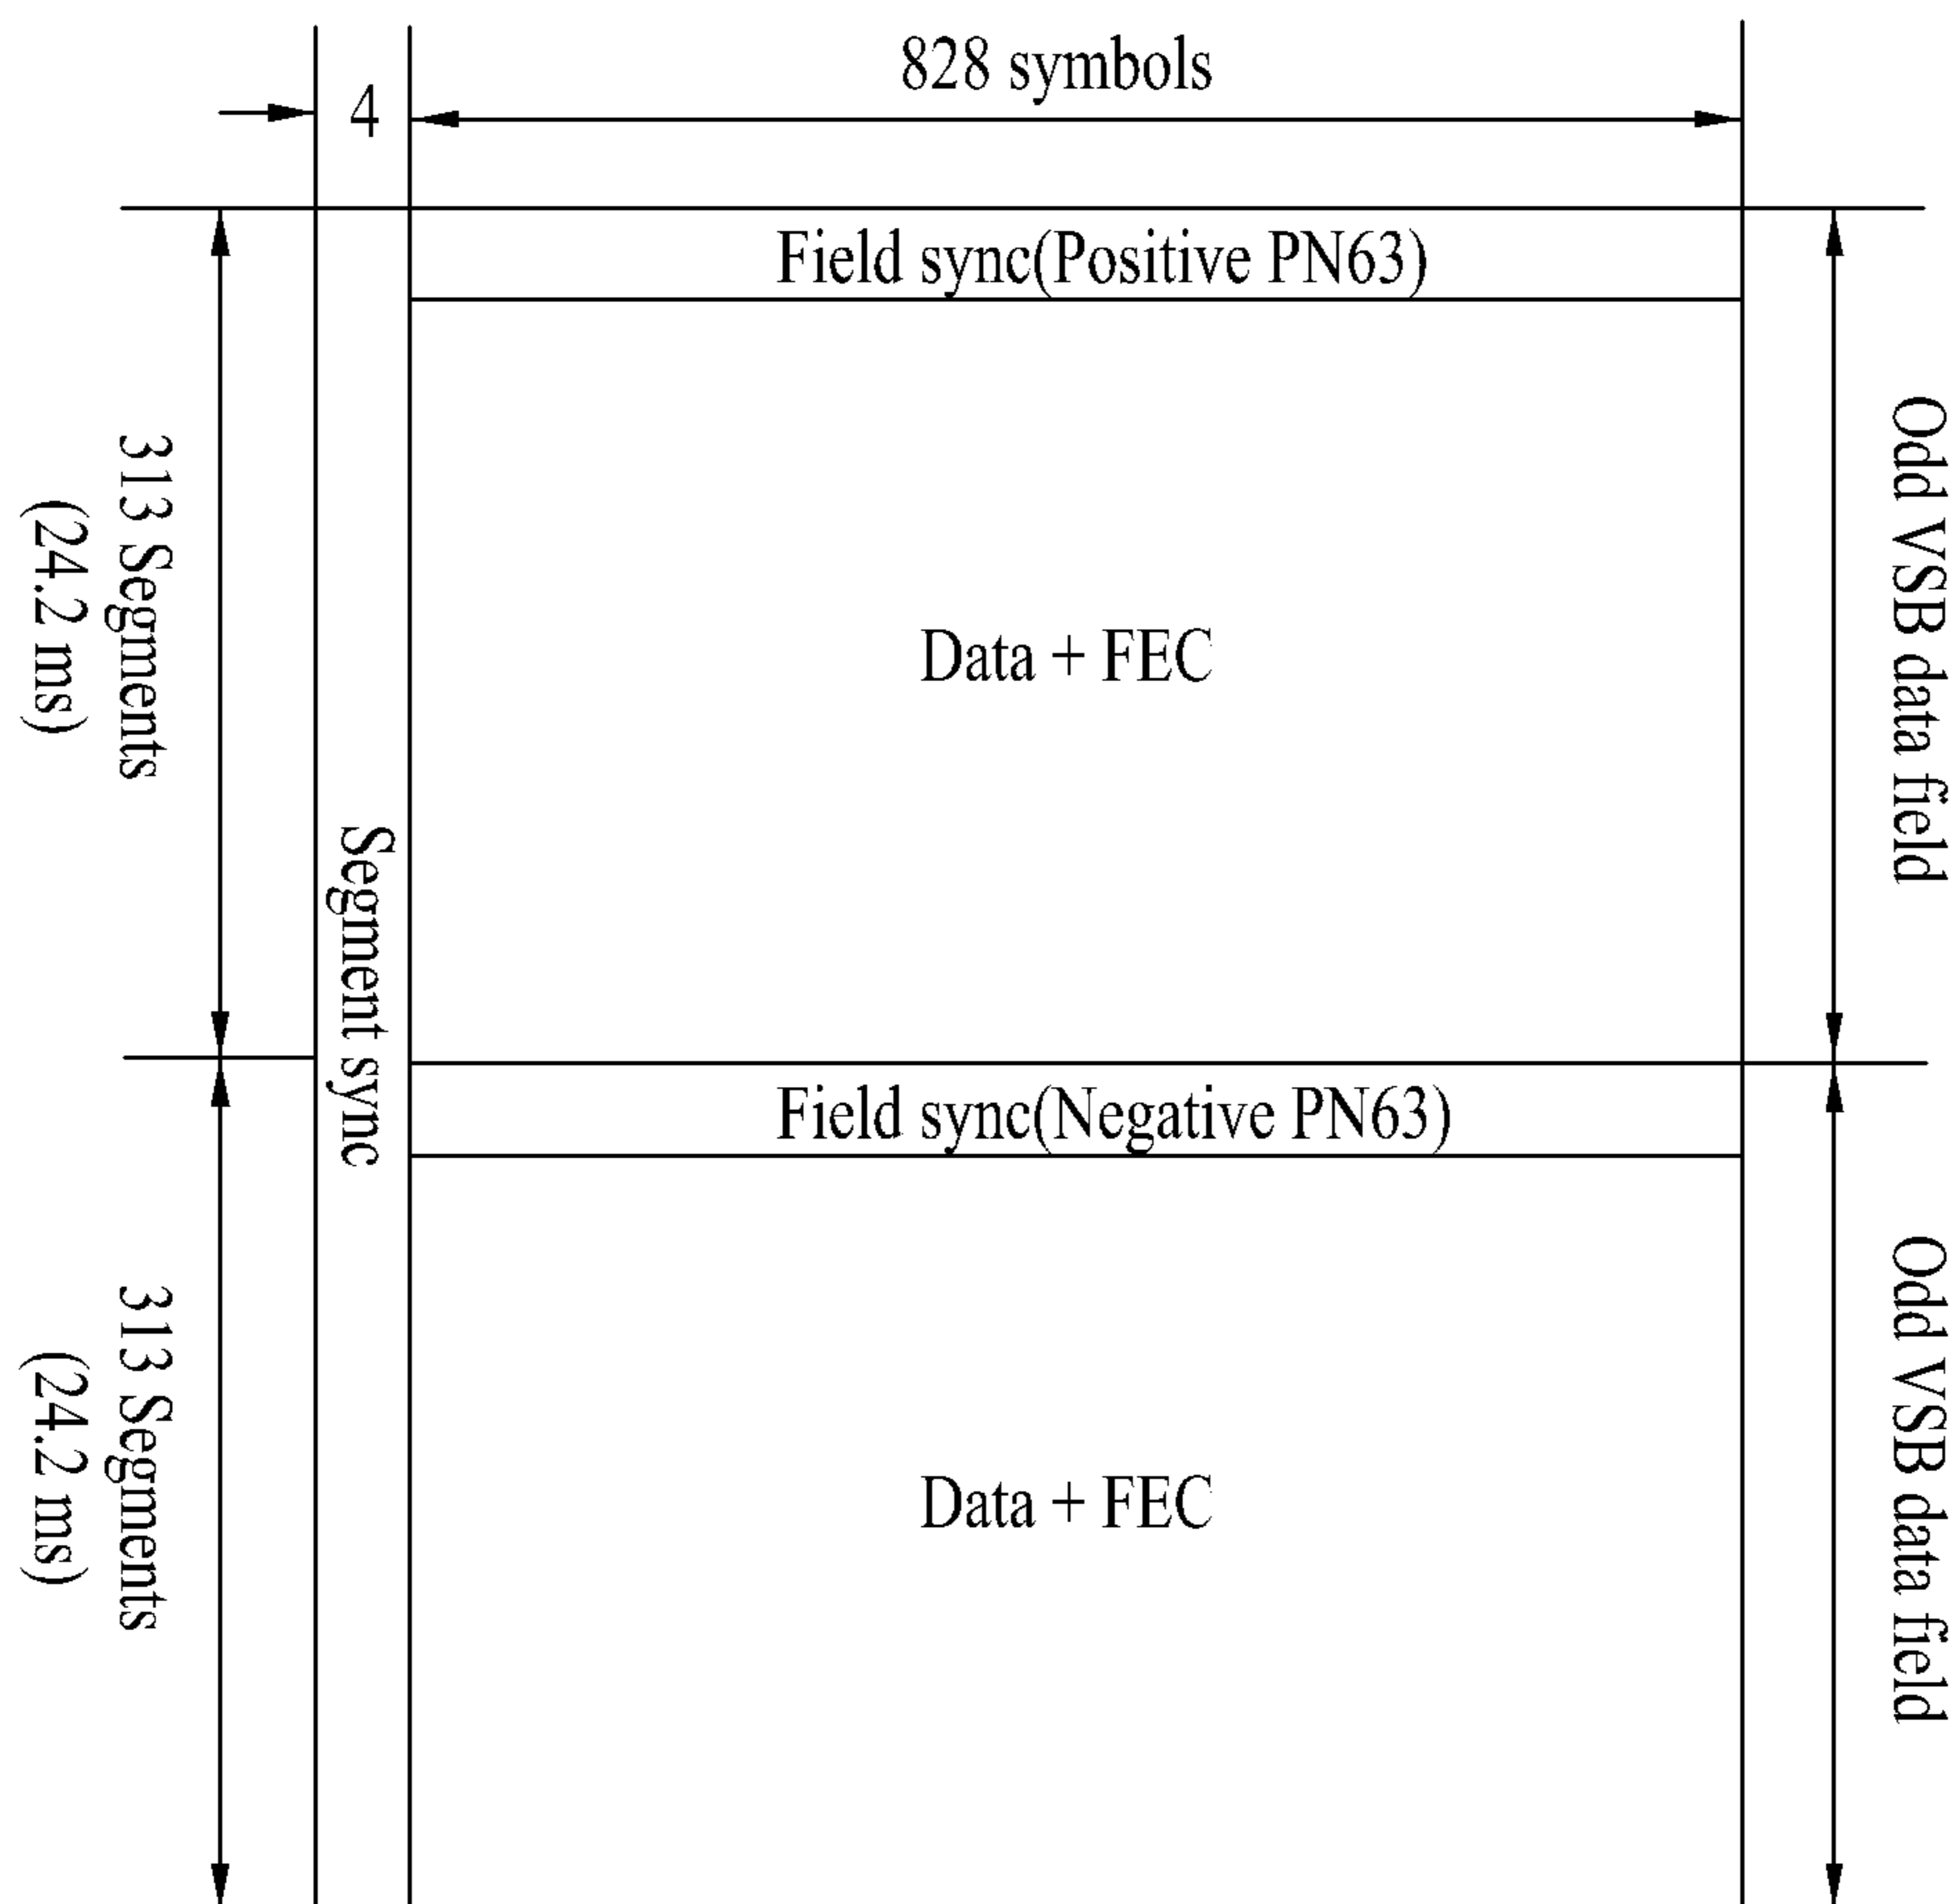 828 symbols
4
Field sync(Positive PN63)
313 Segments
(24.2 ms)
Data + FEC
Odd VSB data field
Segment sync
Field sync(Negative PN63)
313 Segments
(24.2 ms)
Data + FEC
Odd VSB data field